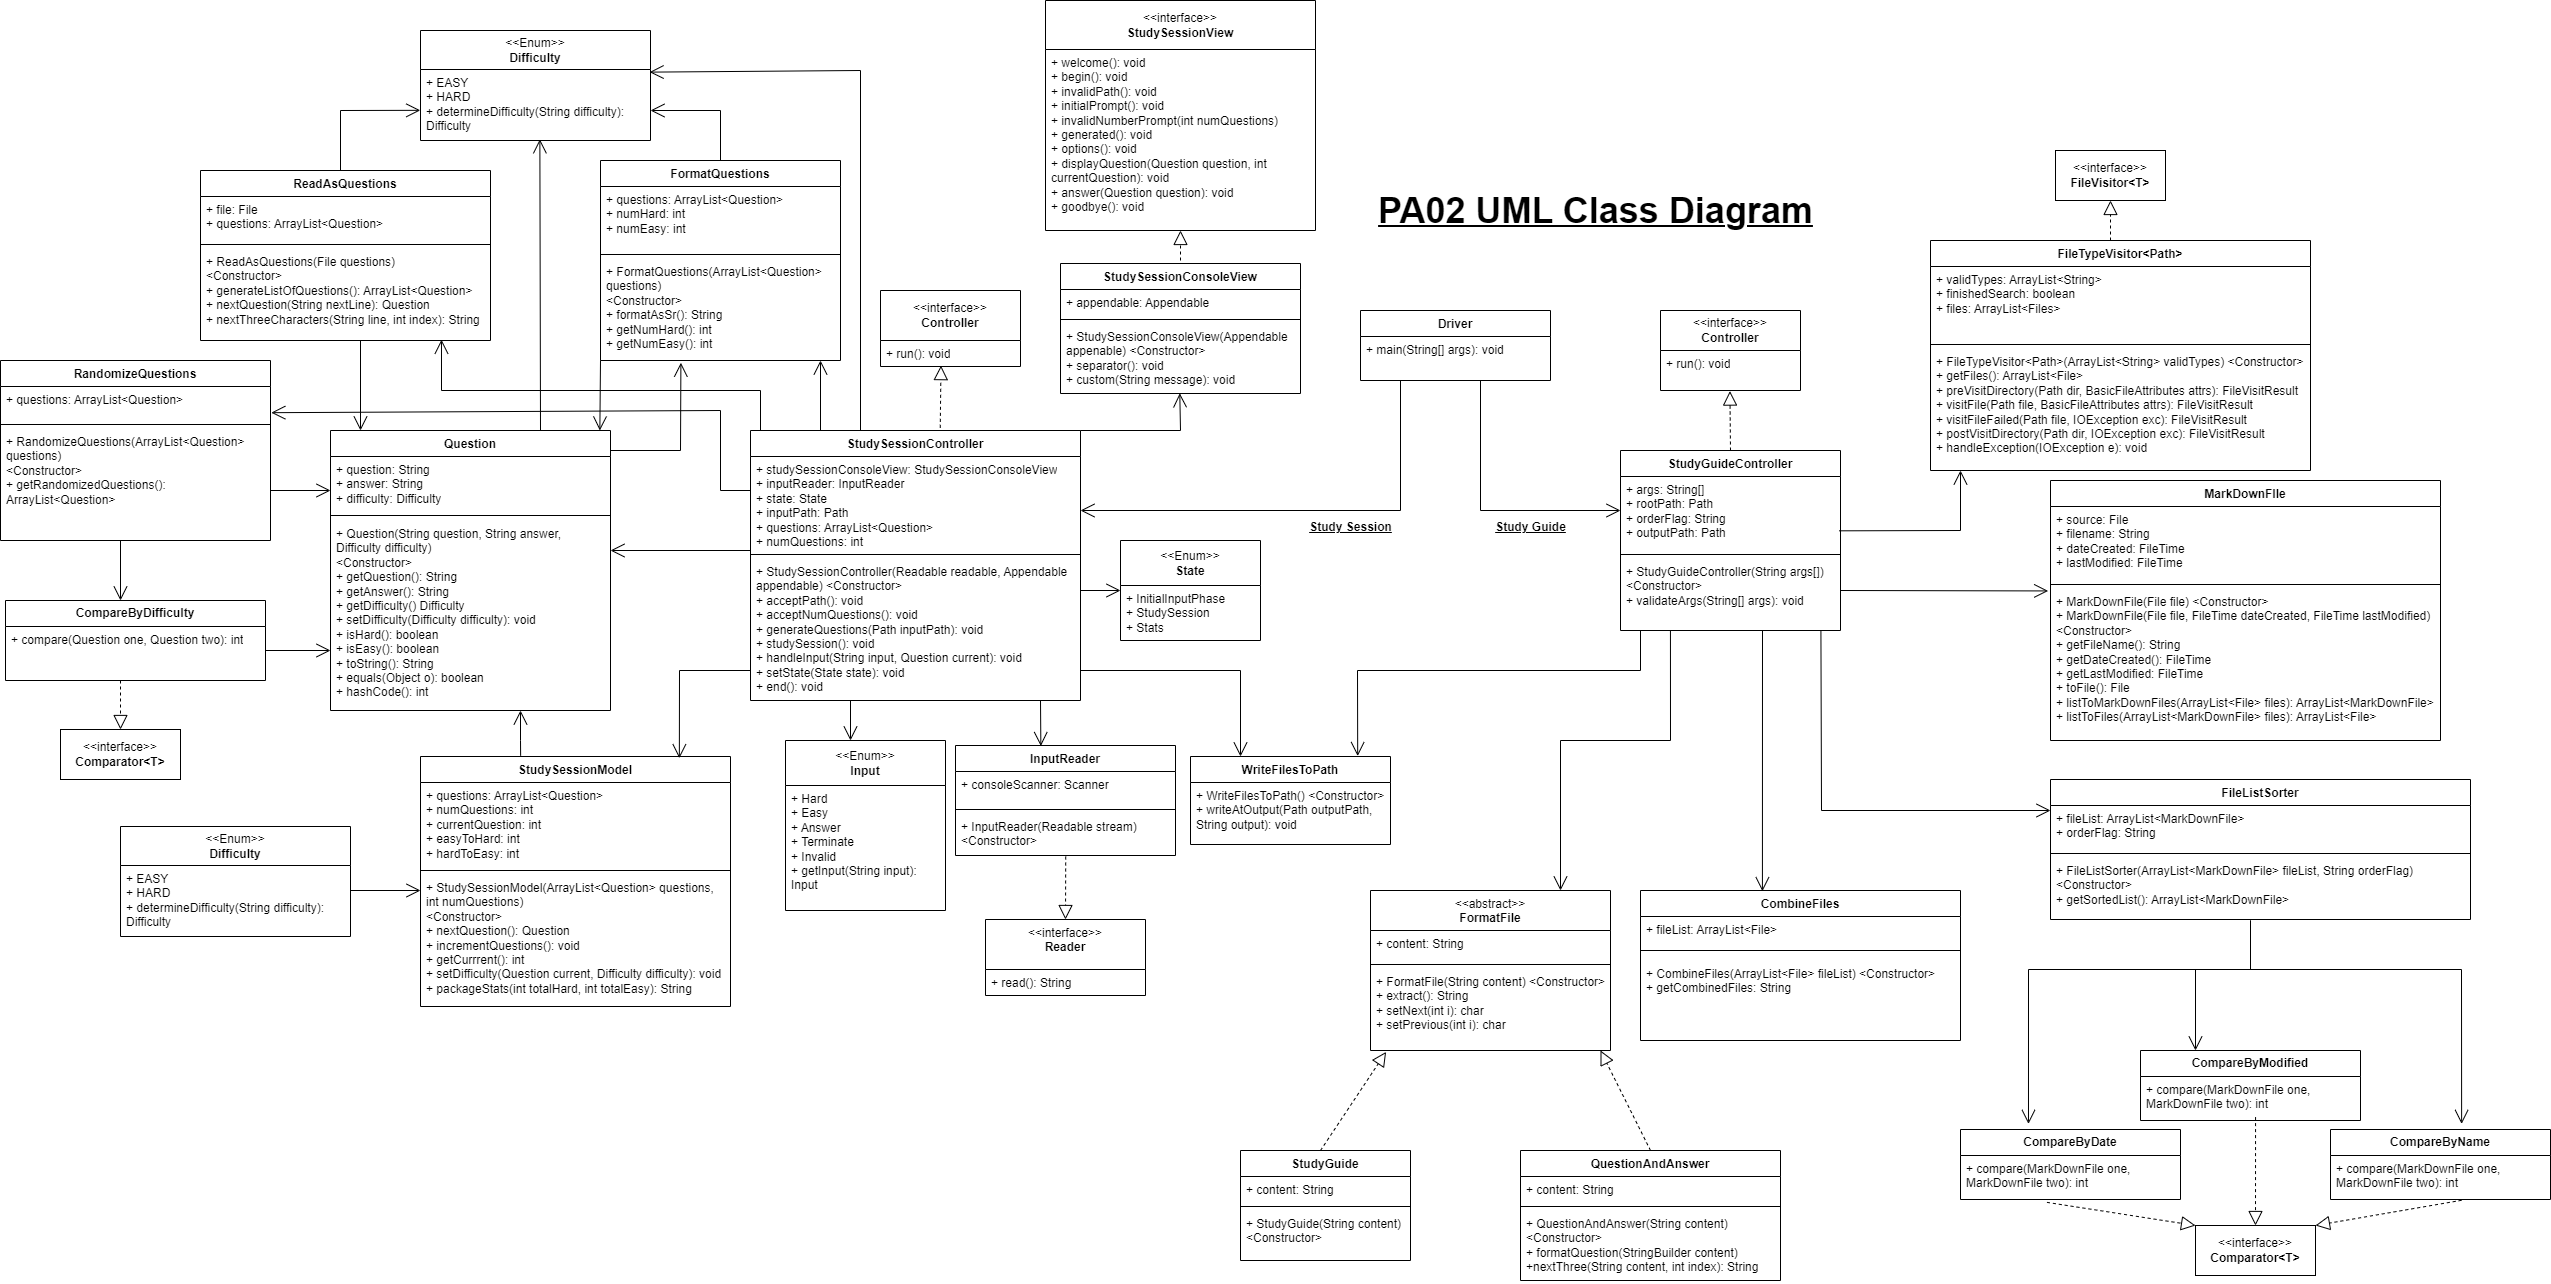 <<Enum>>
Difficulty
+ EASY
+ HARD
+ determineDifficulty(String difficulty):
Difficulty
<<interface>>
StudySessionView
+ welcome(): void
+ begin(): void
+ invalidPath(): void
+ initialPrompt(): void
+ invalidNumberPrompt(int numQuestions)
+ generated(): void
+ options(): void
+ displayQuestion(Question question, int
currentQuestion): void
+ answer(Question question): void
+ goodbye(): void
PA02 UML Class Diagram
<<interface>>
FileVisitor<T>
ReadAsQuestions
+ file: File
+ questions: ArrayList<Question>
+ ReadAsQuestions(File questions)
<Constructor>
+ generateListOfQuestions(): ArrayList<Question>
+ nextQuestion(String nextLine): Question
+ nextThreeCharacters(String line, int index): String
FormatQuestions
+ questions: ArrayList<Question>
+ numHard: int
+ numEasy: int
+ FormatQuestions(ArrayList<Question>
questions)
<Constructor>
+ formatAsSr(): String
+ getNumHard(): int
+ getNumEasy(): int
<<interface>>
Controller
+ run(): void
StudySessionConsoleView
+ appendable: Appendable
+ StudySessionConsoleView(Appendable
appenable) <Constructor>
+ separator(): void
+ custom(String message): void
Driver
+ main(String[] args): void
<<interface>>
Controller
+ run(): void
FileTypeVisitor<Path>
+ validTypes: ArrayList<String>
+ finishedSearch: boolean
+ files: ArrayList<Files>
+ FileTypeVisitor<Path>(ArrayList<String> validTypes) <Constructor>
+ getFiles(): ArrayList<File>
+ preVisitDirectory(Path dir, BasicFileAttributes attrs): FileVisitResult
+ visitFile(Path file, BasicFileAttributes attrs): FileVisitResult
+ visitFileFailed(Path file, IOException exc): FileVisitResult
+ postVisitDirectory(Path dir, IOException exc): FileVisitResult
+ handleException(IOException e): void
RandomizeQuestions
+ questions: ArrayList<Question>
+ RandomizeQuestions(ArrayList<Question>
questions)
<Constructor>
+ getRandomizedQuestions():
ArrayList<Question>
Question
+ question: String
+ answer: String
+ difficulty: Difficulty
+ Question(String question, String answer,
Difficulty difficulty)
<Constructor>
+ getQuestion(): String
+ getAnswer(): String
+ getDifficulty() Difficulty
+ setDifficulty(Difficulty difficulty): void
+ isHard(): boolean
+ isEasy(): boolean
+ toString(): String
+ equals(Object o): boolean
+ hashCode(): int
StudySessionController
+ studySessionConsoleView: StudySessionConsoleView
+ inputReader: InputReader
+ state: State
+ inputPath: Path
+ questions: ArrayList<Question>
+ numQuestions: int
+ StudySessionController(Readable readable, Appendable
appendable) <Constructor>
+ acceptPath(): void
+ acceptNumQuestions(): void
+ generateQuestions(Path inputPath): void
+ studySession(): void
+ handleInput(String input, Question current): void
+ setState(State state): void
+ end(): void
Study Session
Study Guide
StudyGuideController
+ args: String[]
+ rootPath: Path
+ orderFlag: String
+ outputPath: Path
+ StudyGuideController(String args[])
<Constructor>
+ validateArgs(String[] args): void
MarkDownFIle
+ source: File
+ filename: String
+ dateCreated: FileTime
+ lastModified: FileTime
+ MarkDownFile(File file) <Constructor>
+ MarkDownFile(File file, FileTime dateCreated, FileTime lastModified)
<Constructor>
+ getFileName(): String
+ getDateCreated(): FileTime
+ getLastModified: FileTime
+ toFile(): File
+ listToMarkDownFiles(ArrayList<File> files): ArrayList<MarkDownFile>
+ listToFiles(ArrayList<MarkDownFile> files): ArrayList<File>
<<Enum>>
State
+ InitialInputPhase
+ StudySession
+ Stats
CompareByDifficulty
+ compare(Question one, Question two): int
<<interface>>
Comparator<T>
StudySessionModel
+ questions: ArrayList<Question>
+ numQuestions: int
+ currentQuestion: int
+ easyToHard: int
+ hardToEasy: int
+ StudySessionModel(ArrayList<Question> questions,
int numQuestions)
<Constructor>
+ nextQuestion(): Question
+ incrementQuestions(): void
+ getCurrrent(): int
+ setDifficulty(Question current, Difficulty difficulty): void
+ packageStats(int totalHard, int totalEasy): String
<<Enum>>
Difficulty
+ EASY
+ HARD
+ determineDifficulty(String difficulty):
Difficulty
<<Enum>>
Input
+ Hard
+ Easy
+ Answer
+ Terminate
+ Invalid
+ getInput(String input):
Input
InputReader
+ consoleScanner: Scanner
+ InputReader(Readable stream)
<Constructor>
<<interface>>
Reader
+ read(): String
WriteFilesToPath
+ WriteFilesToPath() <Constructor>
+ writeAtOutput(Path outputPath,
String output): void
FileListSorter
+ fileList: ArrayList<MarkDownFile>
+ orderFlag: String
+ FileListSorter(ArrayList<MarkDownFile> fileList, String orderFlag)
<Constructor>
+ getSortedList(): ArrayList<MarkDownFile>
<<abstract>>
FormatFile
+ content: String
+ FormatFile(String content) <Constructor>
+ extract(): String
+ setNext(int i): char
+ setPrevious(int i): char
CombineFiles
+ fileList: ArrayList<File>
+ CombineFiles(ArrayList<File> fileList) <Constructor>
+ getCombinedFiles: String
CompareByModified
+ compare(MarkDownFile one,
MarkDownFile two): int
CompareByDate
+ compare(MarkDownFile one,
MarkDownFile two): int
CompareByName
+ compare(MarkDownFile one,
MarkDownFile two): int
StudyGuide
+ content: String
+ StudyGuide(String content)
<Constructor>
QuestionAndAnswer
+ content: String
+ QuestionAndAnswer(String content)
<Constructor>
+ formatQuestion(StringBuilder content)
+nextThree(String content, int index): String
<<interface>>
Comparator<T>